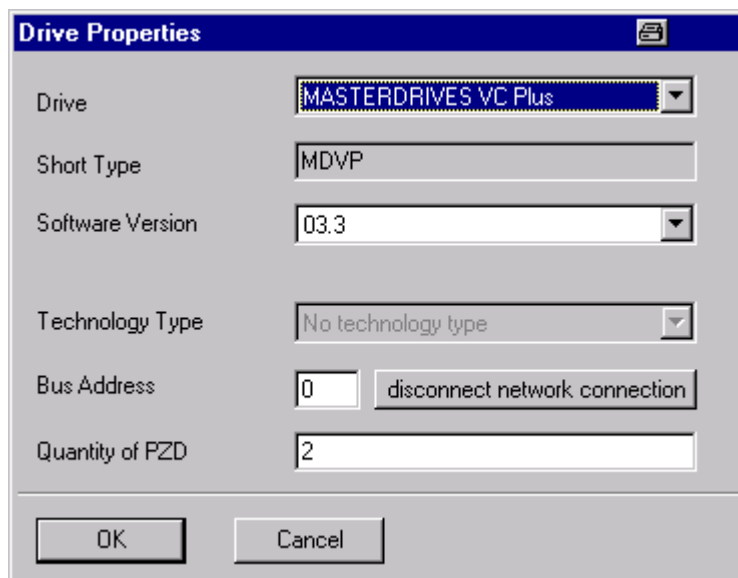 Drive Properties
Drive MASTERDRIVES VC Plus
Short Type MDVP
Software Version 03.3
Technology Type No technology type
Bus Address 0 disconnect network connection
Quantity of PZD 2
OK Cancel